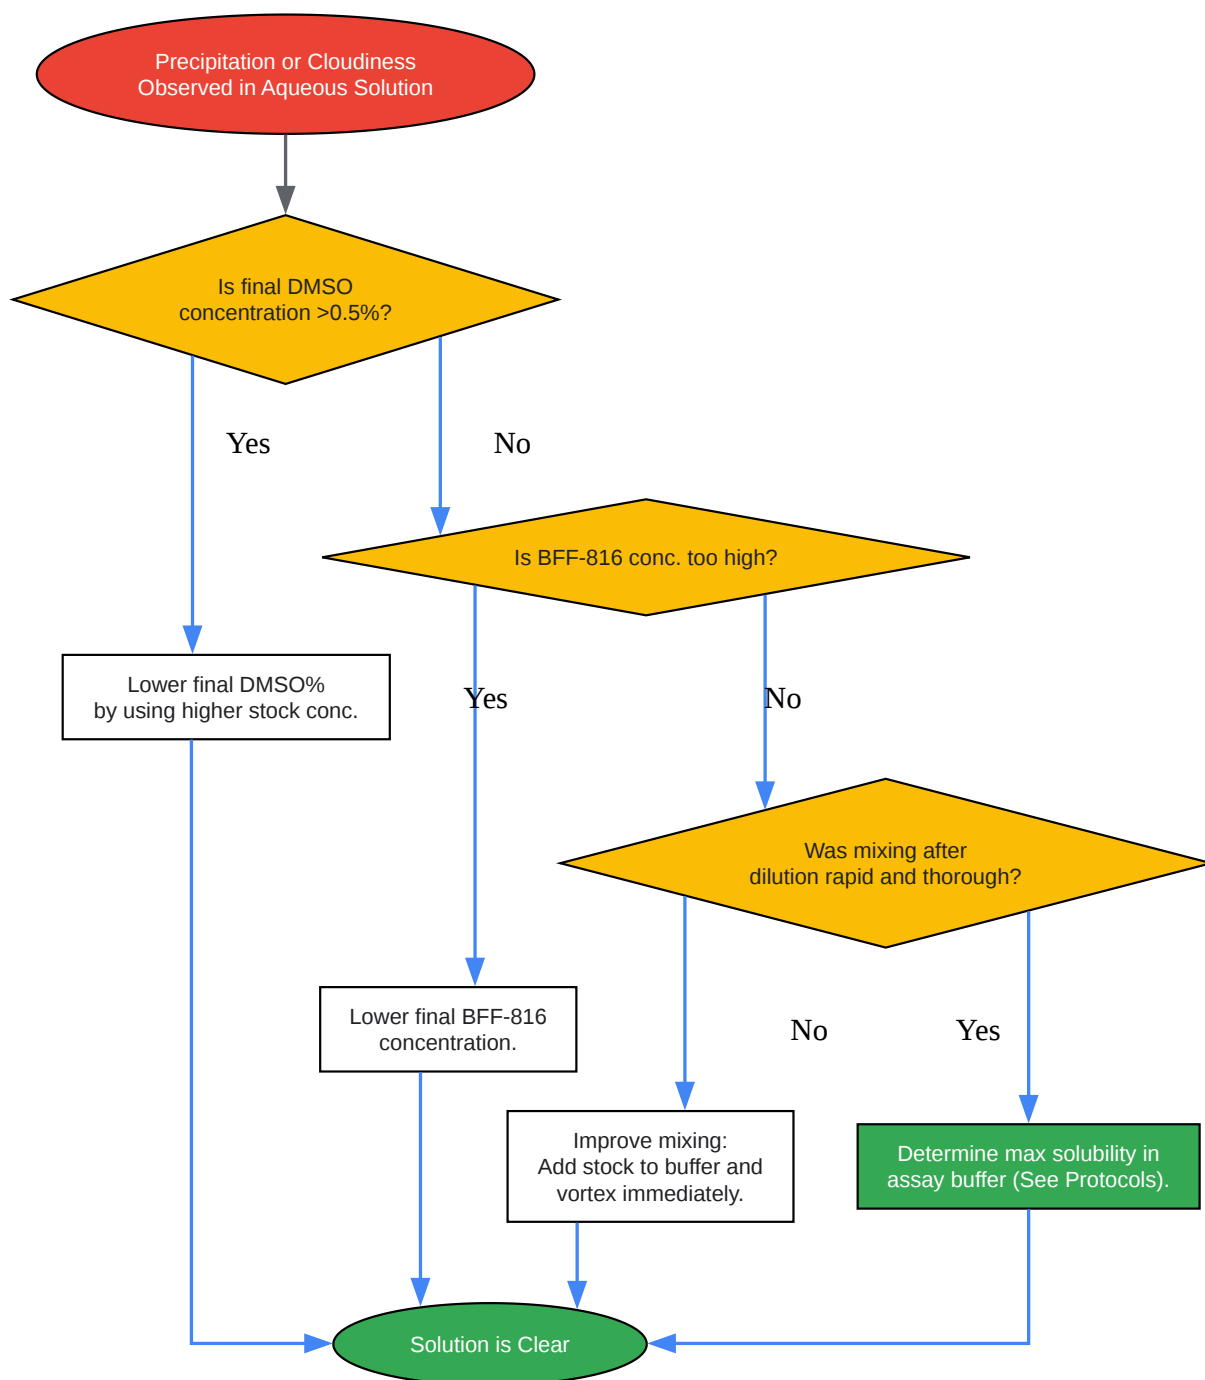 Precipitation or Cloudiness
Observed in Aqueous Solution
Is final DMSO
concentration >0.5%?
Yes
No
Is BFF-816 conc. too high?
Lower final DMSO%
by using higher stock conc.
Yes
No
Was mixing after
dilution rapid and thorough?
Lower final BFF-816
concentration.
No
Yes
Improve mixing:
Add stock to buffer and
vortex immediately.
Determine max solubility in
assay buffer (See Protocols).
Solution is Clear